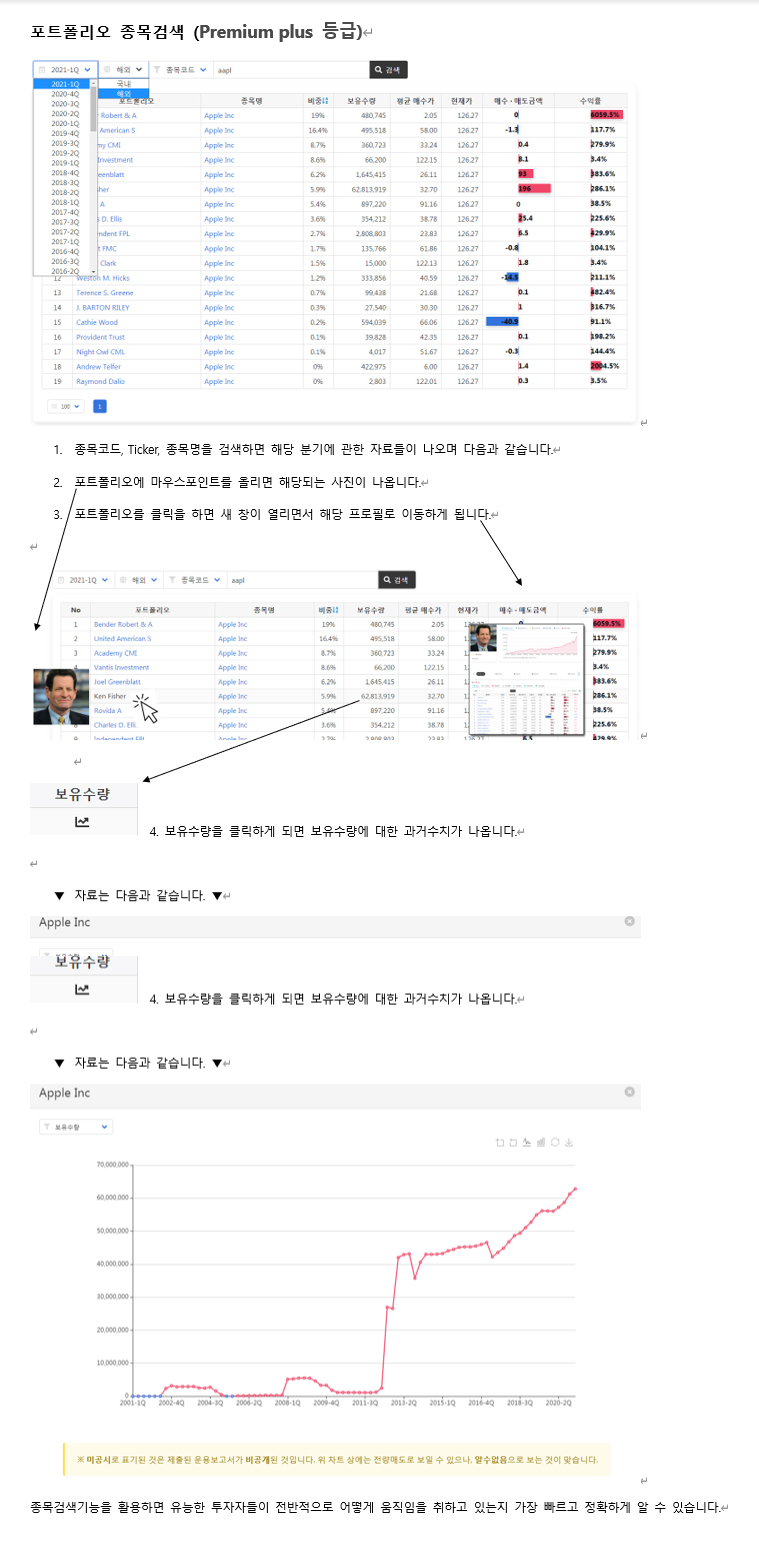 포트폴리오 종목검색 (Premium plus 등급)↵
2021-1Q 해외 종목코드 aapl 검색
2021-1Q 국내
2020-4Q 해외
2020-3Q
2020-2Q
2020-1Q
2019-4Q
2019-3Q
2019-2Q
2019-1Q
2018-4Q
2018-3Q
2018-2Q
2018-1Q
2017-4Q
2017-3Q
2017-2Q
2017-1Q
2016-4Q
2016-3Q
2016-2Q
포트폴리오 종목명 비중 보유수량 평균 매수가 현재가 매수·매도금액 수익률
Robert & A Apple Inc 19% 480,745 2.05 126.27 0 6059.5%
American S Apple Inc 16.4% 495,518 58.00 126.27 -1.3 117.7%
my CMI Apple Inc 8.7% 360,723 33.24 126.27 0.4 279.9%
Investment Apple Inc 8.6% 66,200 122.15 126.27 8.1 3.4%
eenblatt Apple Inc 6.2% 1,645,415 26.11 126.27 93 383.6%
her Apple Inc 5.9% 62,813,919 32.70 126.27 196 286.1%
A Apple Inc 5.4% 897,220 91.16 126.27 0 38.5%
s D. Ellis Apple Inc 3.6% 354,212 38.78 126.27 25.4 225.6%
ndent FPL Apple Inc 2.7% 2,808,803 23.83 126.27 6.5 429.9%
t FMC Apple Inc 1.7% 135,766 61.86 126.27 -0.8 104.1%
Clark Apple Inc 1.5% 15,000 122.13 126.27 1.8 3.4%
12 Weston M. Hicks Apple Inc 1.2% 333,856 40.59 126.27 -14.5 211.1%
13 Terence S. Greene Apple Inc 0.7% 99,438 21.68 126.27 0.1 482.4%
14 J. BARTON RILEY Apple Inc 0.3% 27,540 30.30 126.27 1 316.7%
15 Cathie Wood Apple Inc 0.2% 594,039 66.06 126.27 -40.9 91.1%
16 Provident Trust Apple Inc 0.1% 39,828 42.35 126.27 0.1 198.2%
17 Night Owl CML Apple Inc 0.1% 4,017 51.67 126.27 -0.3 144.4%
18 Andrew Telfer Apple Inc 0% 422,975 6.00 126.27 1.4 2004.5%
19 Raymond Dalio Apple Inc 0% 2,803 122.01 126.27 0.3 3.5%
100 1 ↵
1. 종목코드, Ticker, 종목명을 검색하면 해당 분기에 관한 자료들이 나오며 다음과 같습니다.↵
2. 포트폴리오에 마우스포인트를 올리면 해당되는 사진이 나옵니다.↵
3. 포트폴리오를 클릭을 하면 새 창이 열리면서 해당 프로필로 이동하게 됩니다.↵
↵
2021-1Q 해외 종목코드 aapl 검색
No 포트폴리오 종목명 비중 보유수량 평균 매수가 현재가 매수·매도금액 수익률
1 Bender Robert & A Apple Inc 19% 480,745 2.05 6059.5%
2 United American S Apple Inc 16.4% 495,518 58.00 117.7%
3 Academy CMI Apple Inc 8.7% 360,723 33.24 279.9%
Vantis Investment Apple Inc 8.6% 66,200 122.15 3.4%
Joel Greenblatt Apple Inc 6.2% 1,645,415 26.11 383.6%
Ken Fisher Apple Inc 5.9% 62,813,919 32.70 286.1%
Rovida A Apple Inc 5.4% 897,220 91.16 38.5%
Charles D. Elli. Apple Inc 3.6% 354,212 38.78 225.6%
9 Independent FPL Apple Inc 2.7% 2,808,803 23.83 6.5 429.9%
↵
↵
보유수량
4. 보유수량을 클릭하게 되면 보유수량에 대한 과거수치가 나옵니다.↵
↵
▼ 자료는 다음과 같습니다. ▼↵
Apple Inc
보유수량
4. 보유수량을 클릭하게 되면 보유수량에 대한 과거수치가 나옵니다.↵
↵
▼ 자료는 다음과 같습니다. ▼↵
Apple Inc
보유수량
70,000,000
60,000,000
50,000,000
40,000,000
30,000,000
20,000,000
10,000,000
0
2001-1Q 2002-4Q 2004-3Q 2006-2Q 2008-1Q 2009-4Q 2011-3Q 2013-2Q 2015-1Q 2016-4Q 2018-1Q 2020-2Q
※ 미공시로 표기된 것은 제출된 운용보고서가 비공개된 것입니다. 위 차트 상에는 전량매도로 보일 수 있으나, 알수없음으로 보는 것이 맞습니다.
↵
종목검색기능을 활용하면 유능한 투자자들이 전반적으로 어떻게 움직임을 취하고 있는지 가장 빠르고 정확하게 알 수 있습니다.↵